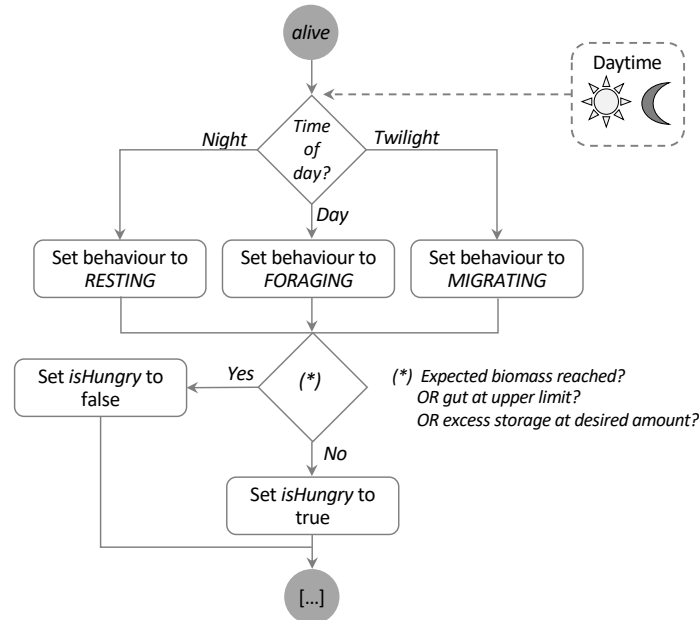 alive
Daytime
Time
of
day?
Night
Twilight
Day
Set behaviour to
RESTING
Set behaviour to
FORAGING
Set behaviour to
MIGRATING
Set isHungry to
false
Yes
(*)
(*) Expected biomass reached?
OR gut at upper limit?
OR excess storage at desired amount?
No
Set isHungry to
true
[...]